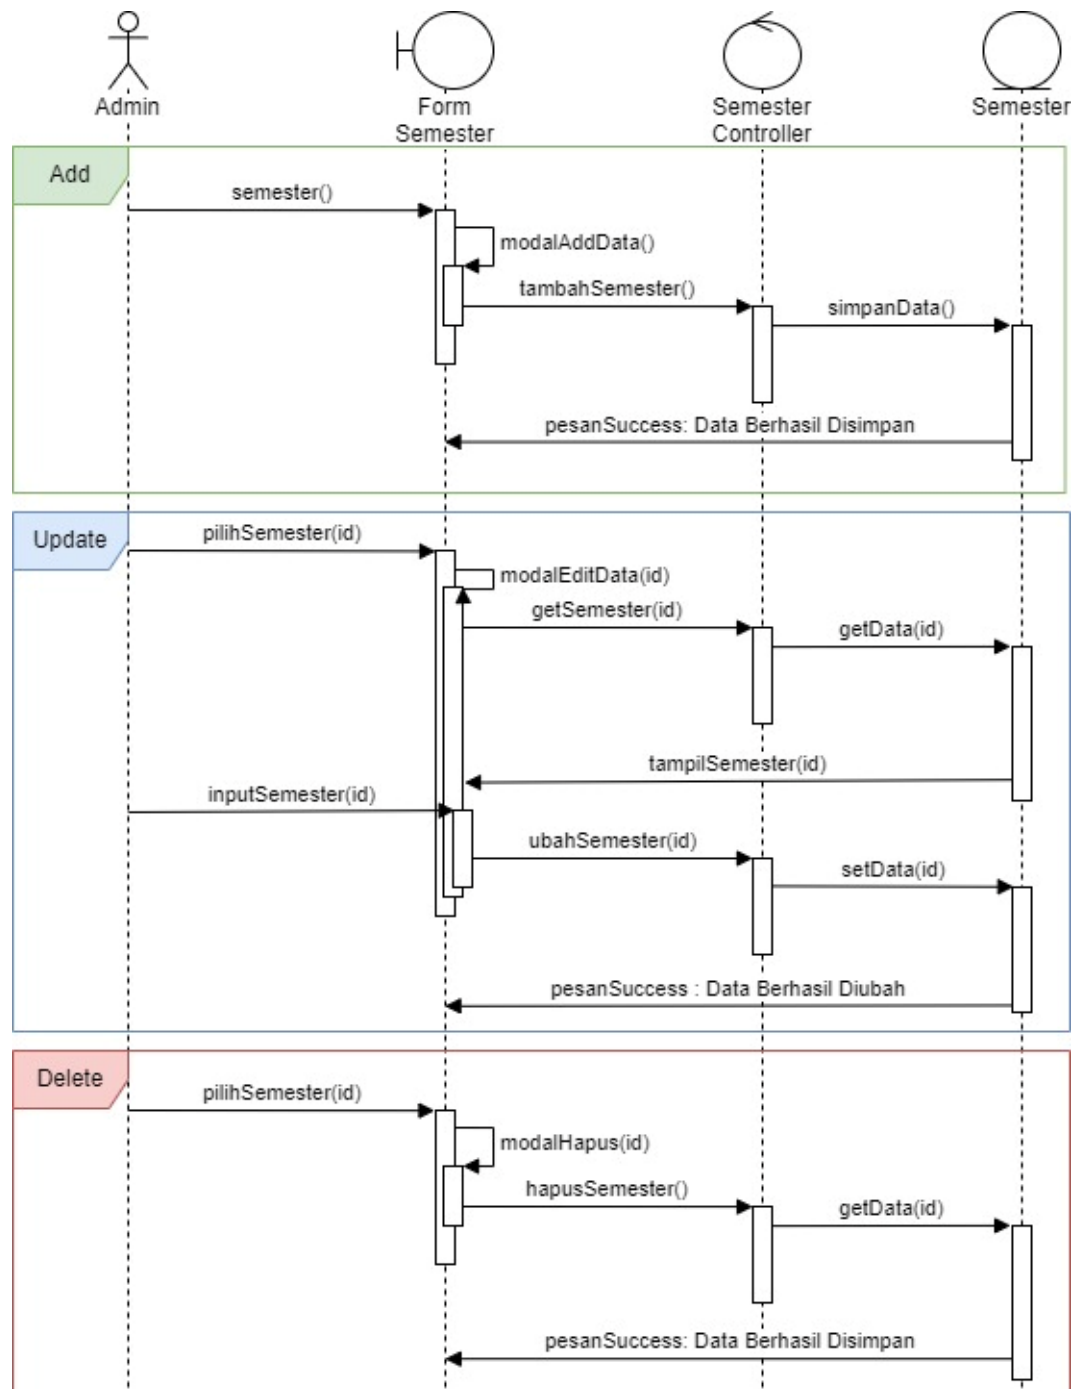 Admin
Form
Semester
Semester
Controller
Semester
Add
semester()
modalAddData()
tambahSemester()
simpanData()
pesanSuccess: Data Berhasil Disimpan
Update
pilihSemester(id)
modalEditData(id)
getSemester(id)
getData(id)
tampilSemester(id)
inputSemester(id)
ubahSemester(id)
setData(id)
pesanSuccess : Data Berhasil Diubah
Delete
pilihSemester(id)
modalHapus(id)
hapusSemester()
getData(id)
pesanSuccess: Data Berhasil Disimpan